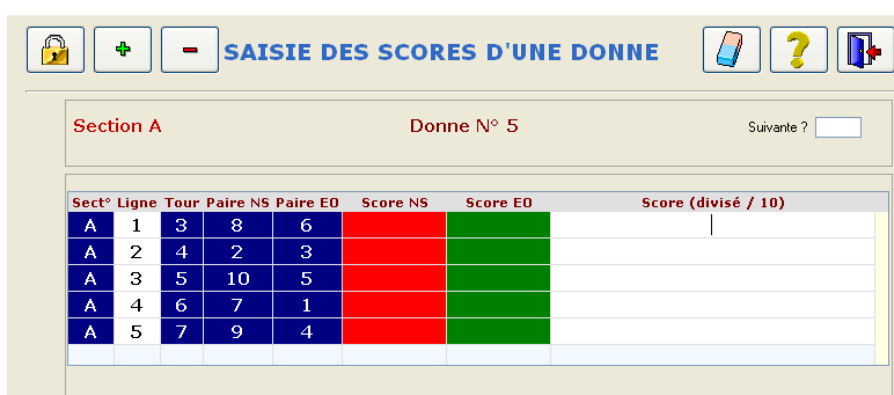 SAISIE DES SCORES D'UNE DONNE
Section A Donne N° 5 Suivante ?
Sect° Ligne Tour Paire NS Paire EO Score NS Score EO Score (divisé / 10)
A 1 3 8 6
A 2 4 2 3
A 3 5 10 5
A 4 6 7 1
A 5 7 9 4